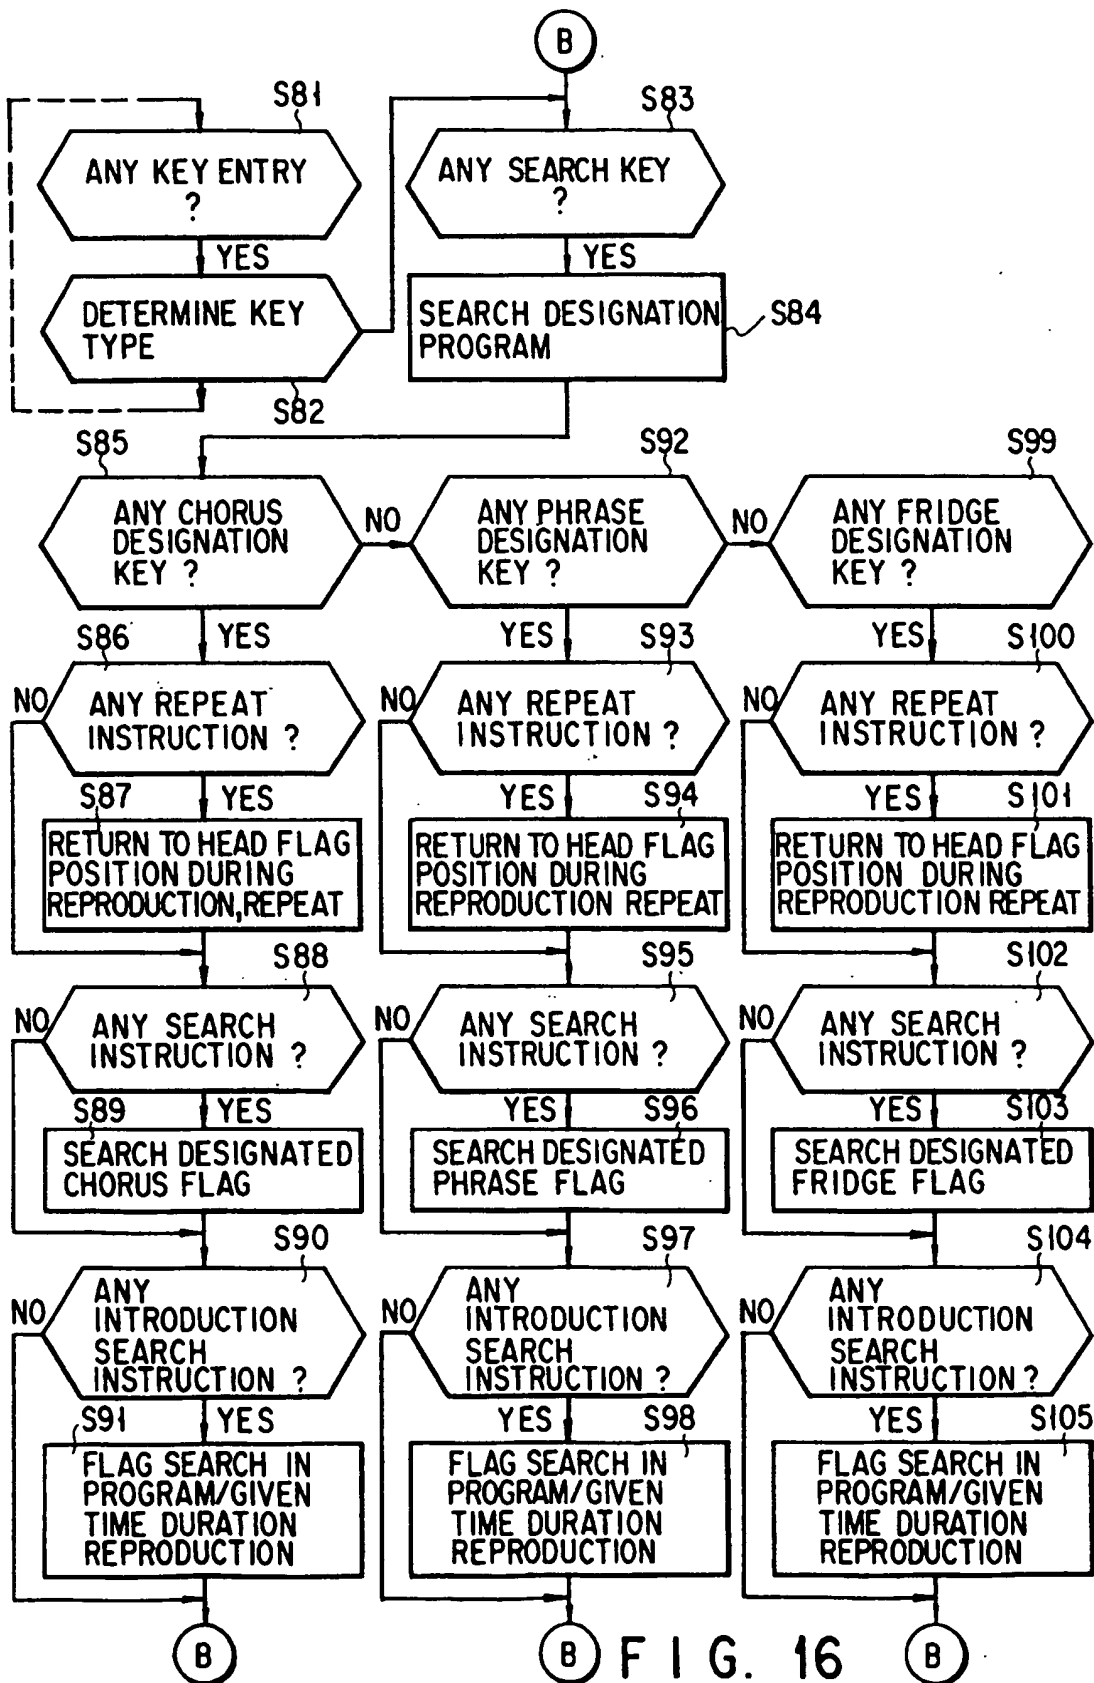 B
S81
ANY KEY ENTRY
?
YES
DETERMINE KEY
TYPE
S82
S83
ANY SEARCH KEY
?
YES
SEARCH DESIGNATION
PROGRAM
S84
S85
ANY CHORUS
DESIGNATION
KEY ?
NO
YES
S92
ANY PHRASE
DESIGNATION
KEY ?
NO
YES
S99
ANY FRIDGE
DESIGNATION
KEY ?
YES
S86
NO
ANY REPEAT
INSTRUCTION ?
YES
S87
RETURN TO HEAD FLAG
POSITION DURING
REPRODUCTION, REPEAT
S93
NO
ANY REPEAT
INSTRUCTION ?
YES
S94
RETURN TO HEAD FLAG
POSITION DURING
REPRODUCTION REPEAT
S100
NO
ANY REPEAT
INSTRUCTION ?
YES
S101
RETURN TO HEAD FLAG
POSITION DURING
REPRODUCTION REPEAT
S88
NO
ANY SEARCH
INSTRUCTION ?
YES
S89
SEARCH DESIGNATED
CHORUS FLAG
S95
NO
ANY SEARCH
INSTRUCTION ?
YES
S96
SEARCH DESIGNATED
PHRASE FLAG
S102
NO
ANY SEARCH
INSTRUCTION ?
YES
S103
SEARCH DESIGNATED
FRIDGE FLAG
S90
NO
ANY
INTRODUCTION
SEARCH
INSTRUCTION ?
YES
S91
FLAG SEARCH IN
PROGRAM/GIVEN
TIME DURATION
REPRODUCTION
B
S97
NO
ANY
INTRODUCTION
SEARCH
INSTRUCTION ?
YES
S98
FLAG SEARCH IN
PROGRAM/GIVEN
TIME DURATION
REPRODUCTION
B
S104
NO
ANY
INTRODUCTION
SEARCH
INSTRUCTION ?
YES
S105
FLAG SEARCH IN
PROGRAM/GIVEN
TIME DURATION
REPRODUCTION
B
FIG. 16